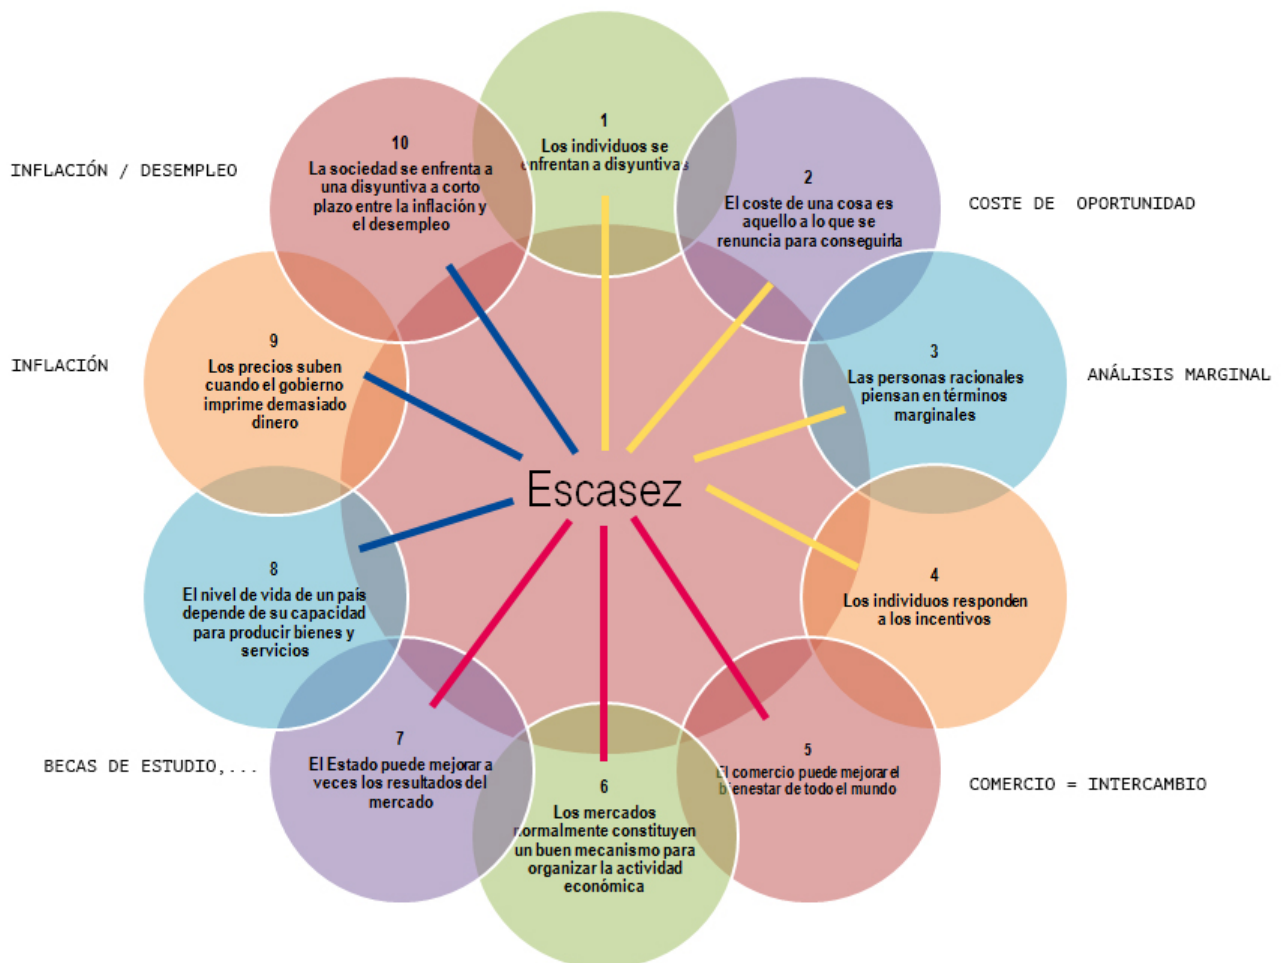 1
Los individuos se
enfrentan a disyuntivas
2
El coste de una cosa es
aquello a lo que se
renuncia para conseguirla
COSTE DE OPORTUNIDAD
3
Las personas racionales
piensan en términos
marginales
ANÁLISIS MARGINAL
4
Los individuos responden
a los incentivos
5
El comercio puede mejorar el
bienestar de todo el mundo
COMERCIO = INTERCAMBIO
6
Los mercados
normalmente constituyen
un buen mecanismo para
organizar la actividad
económica
7
El Estado puede mejorar a
veces los resultados del
mercado
BECAS DE ESTUDIO,...
8
El nivel de vida de un país
depende de su capacidad
para producir bienes y
servicios
9
Los precios suben
cuando el gobierno
imprime demasiado
dinero
INFLACIÓN
10
La sociedad se enfrenta a
una disyuntiva a corto
plazo entre la inflación y
el desempleo
INFLACIÓN / DESEMPLEO
Escasez